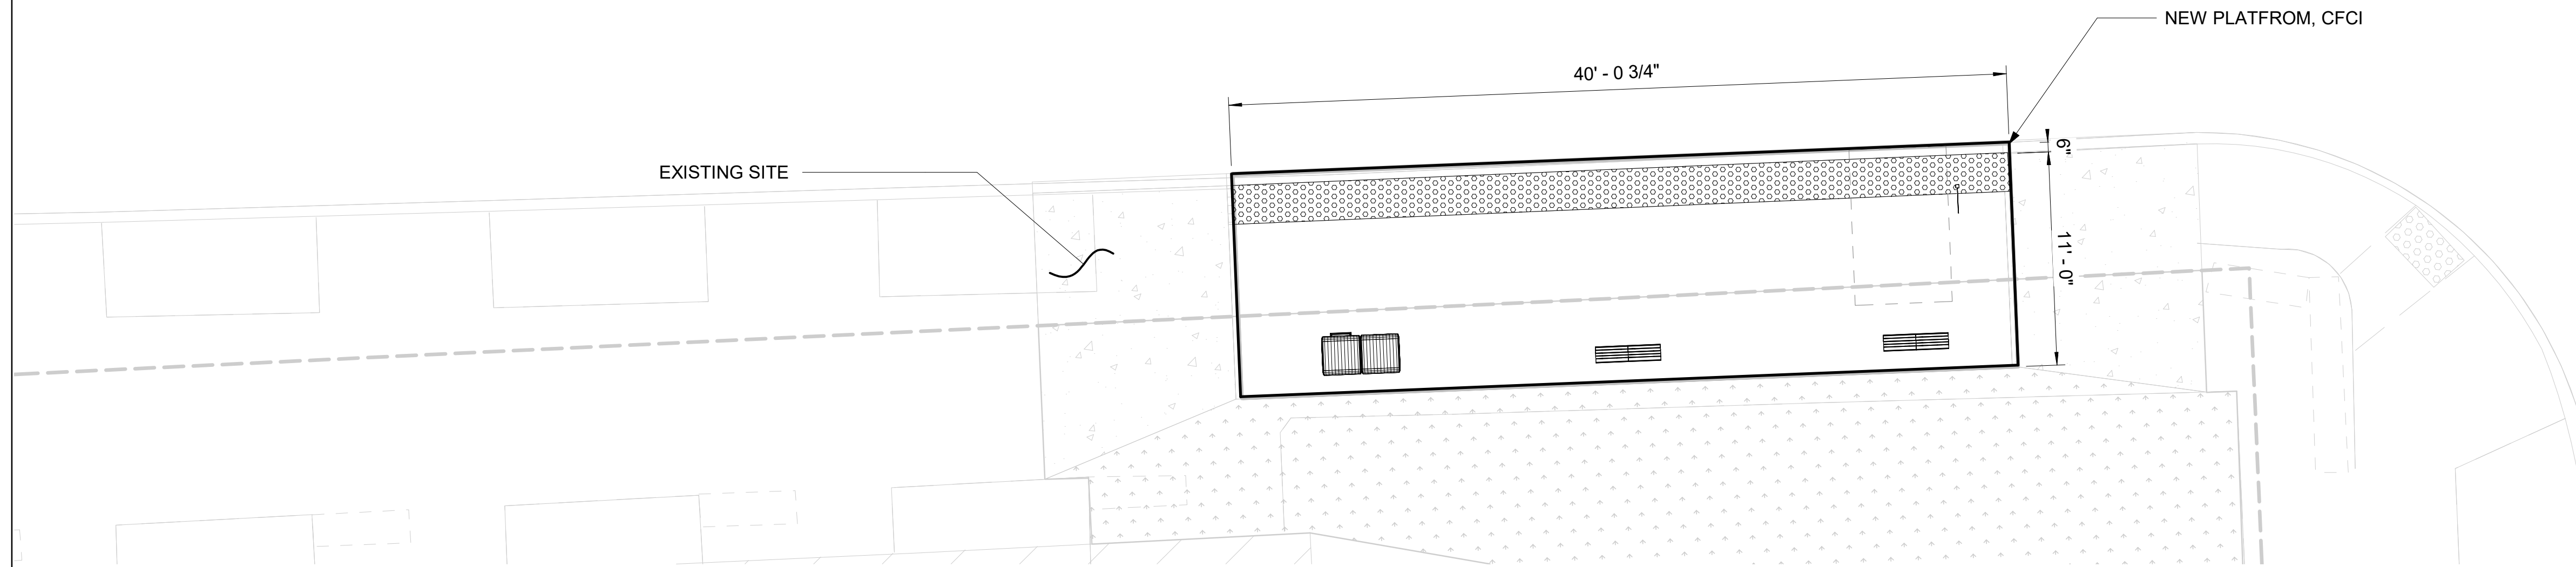 NEW PLATFROM, CFCI
40' - 0 3/4"
6"
EXISTING SITE
11' - 0"